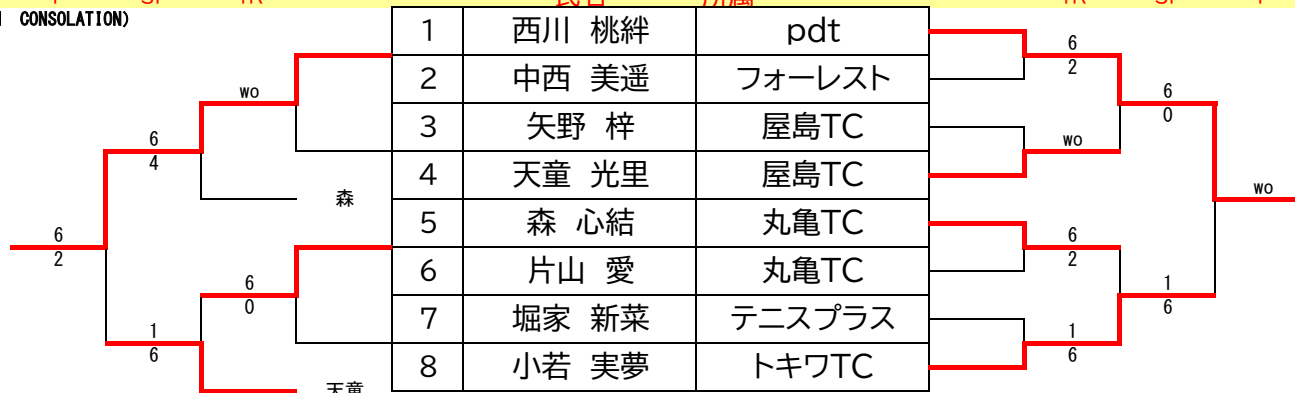 CONSOLATION)
1 西川 桃絆 pdt
2 中西 美遥 フォーレスト
3 矢野 梓 屋島TC
4 天童 光里 屋島TC
5 森 心結 丸亀TC
6 片山 愛 丸亀TC
7 堀家 新菜 テニスプラス
8 小若 実夢 トキワTC
wo
6
4
森
6
2
6
0
1
6
天童
6
2
6
0
wo
wo
6
2
1
6
1
6